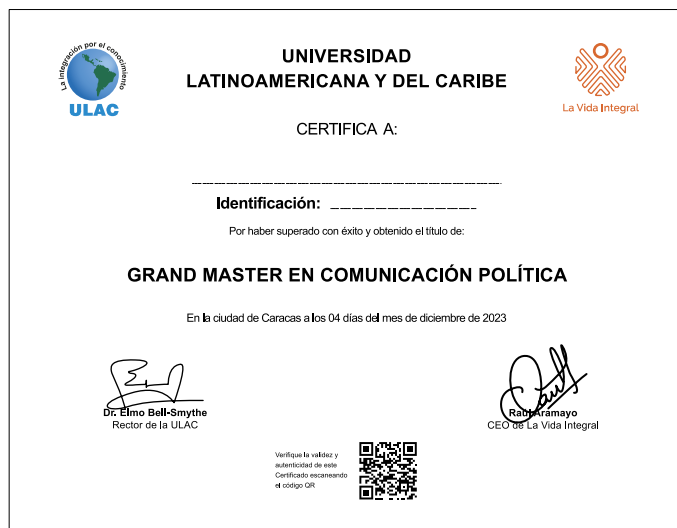 La integración por el conocimiento
ULAC
UNIVERSIDAD
LATINOAMERICANA Y DEL CARIBE
La Vida Integral
CERTIFICA A:
Identificación:
Por haber superado con éxito y obtenido el título de:
GRAND MASTER EN COMUNICACIÓN POLÍTICA
En la ciudad de Caracas a los 04 días del mes de diciembre de 2023
Dr. Elmo Bell-Smythe
Rector de la ULAC
Raúl Aramayo
CEO de La Vida Integral
Verifique la validez y
autenticidad de este
Certificado escaneando
el código QR